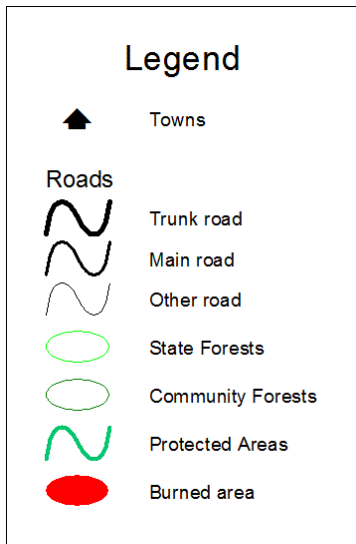 Legend
Towns
Roads
Trunk road
Main road
Other road
State Forests
Community Forests
Protected Areas
Burned area